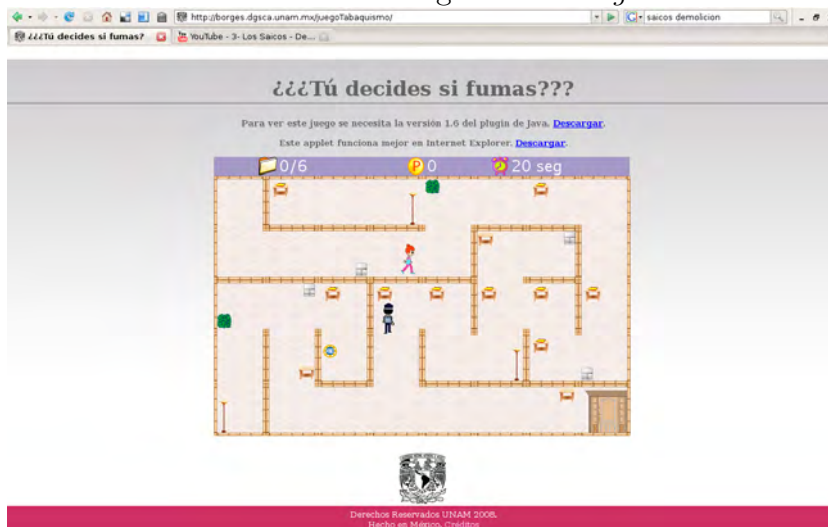 http://borges.dgsca.unam.mx/juegoTabaquismo/
saicos demolicion
¿¿¿Tú decides si fumas?
YouTube - 3- Los Saicos - De...
¿¿¿Tú decides si fumas???
Para ver este juego se necesita la versión 1.6 del plugin de Java. Descargar.
Este applet funciona mejor en Internet Explorer. Descargar.
0/6 P 0 20 seg
Derechos Reservados UNAM 2008.
Hecho en México. Créditos